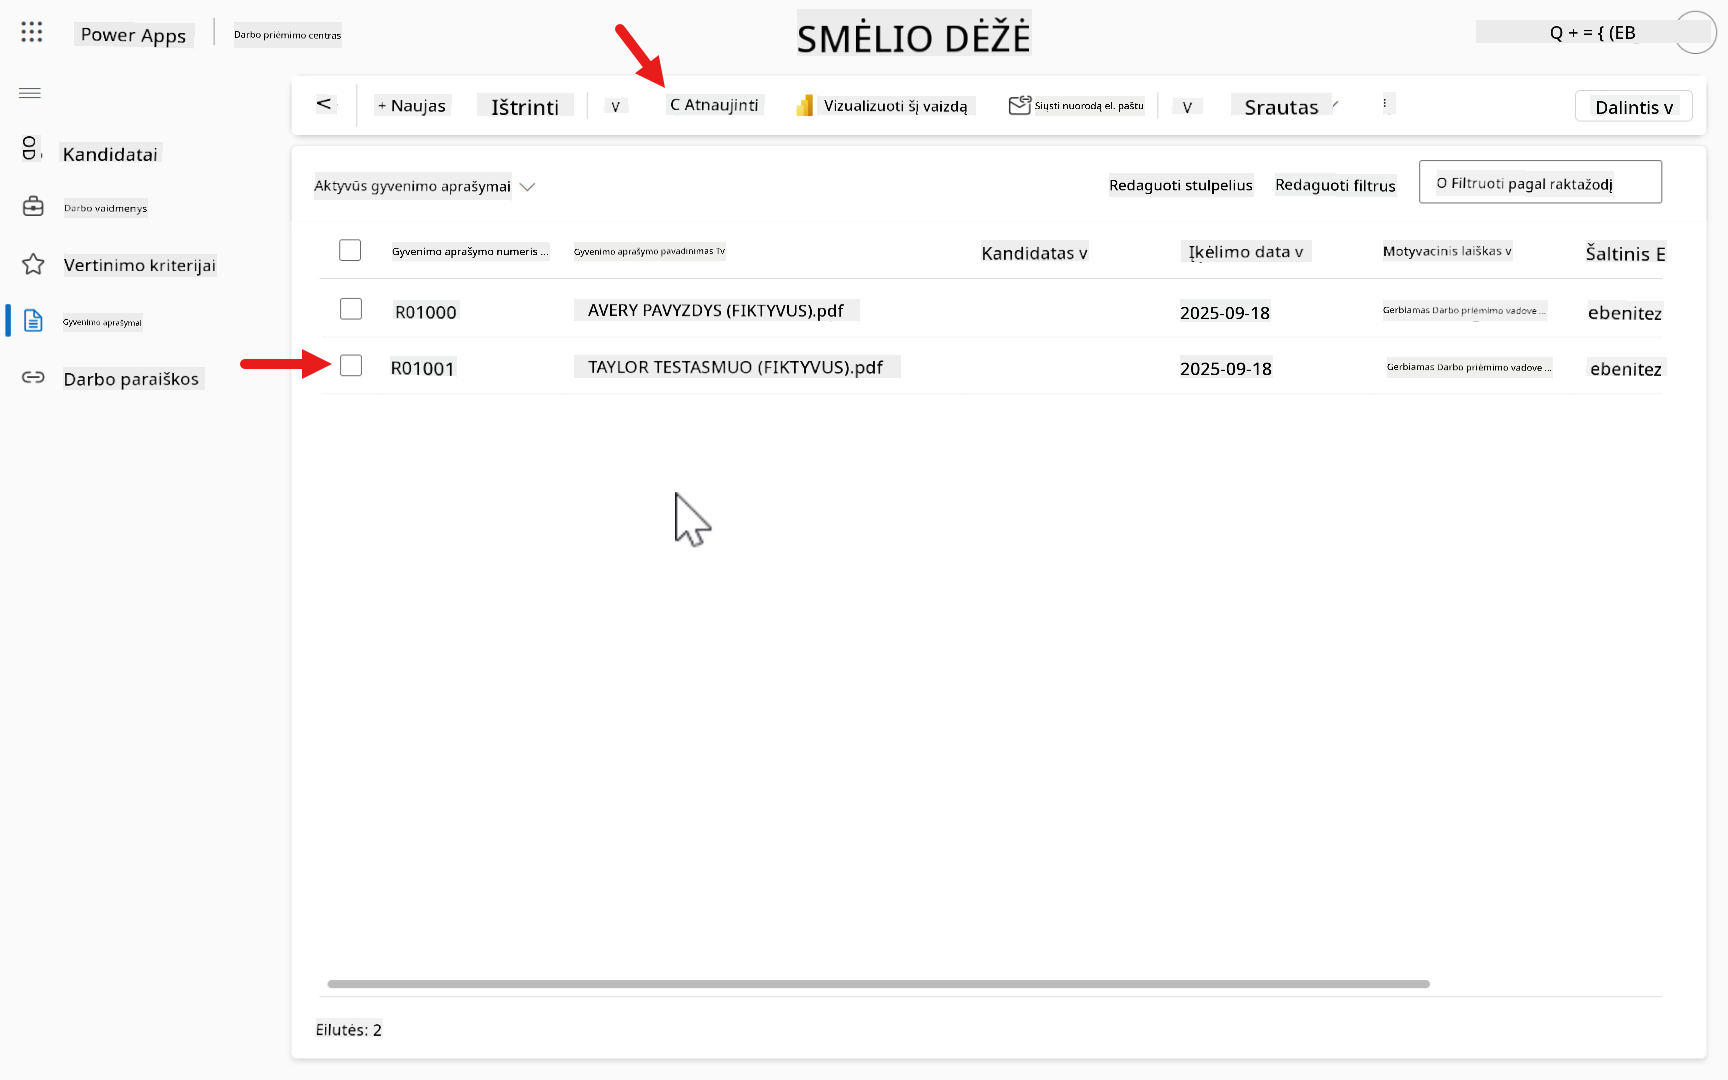 Power Apps
Darbo priėmimo centras
SMĖLIO DĖŽĖ
Q + = { (EB
< + Naujas Ištrinti v C Atnaujinti Vizualizuoti šį vaizdą Siųsti nuorodą el. paštu v Srautas Dalintis v
Kandidatai
Darbo vaidmenys
Vertinimo kriterijai
Gyvenimo aprašymai
Darbo paraiškos
Aktyvūs gyvenimo aprašymai
Redaguoti stulpelius Redaguoti filtrus O Filtruoti pagal raktažodį
Gyvenimo aprašymo numeris ... Gyvenimo aprašymo pavadinimas Tv Kandidatas v Įkėlimo data v Motyvacinis laiškas v Šaltinis E
R01000 AVERY PAVYZDYS (FIKTYVUS).pdf 2025-09-18 Gerbiamas Darbo priėmimo vadove ... ebenitez
R01001 TAYLOR TESTASMUO (FIKTYVUS).pdf 2025-09-18 Gerbiamas Darbo priėmimo vadove ... ebenitez
Eilutės: 2